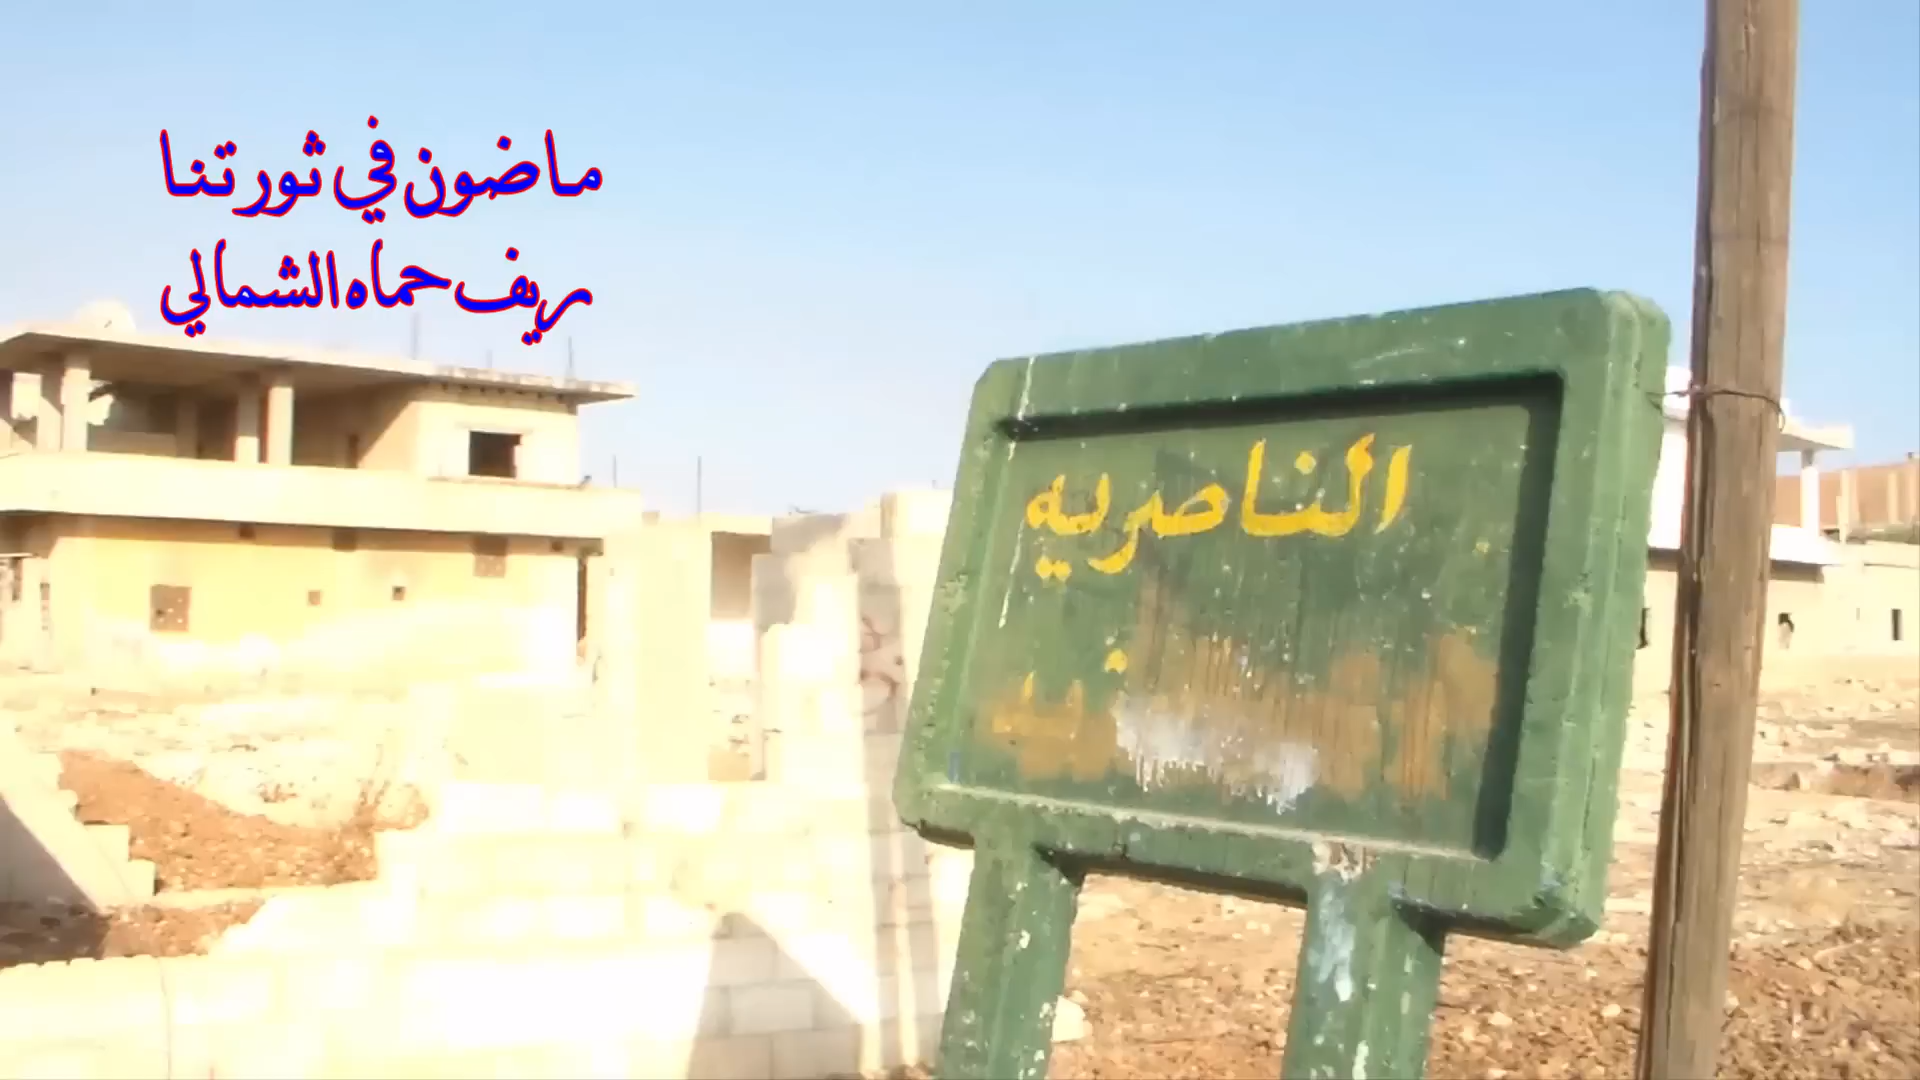 ماضون في ثورتنا
ريف حماه الشمالي
الناصريه